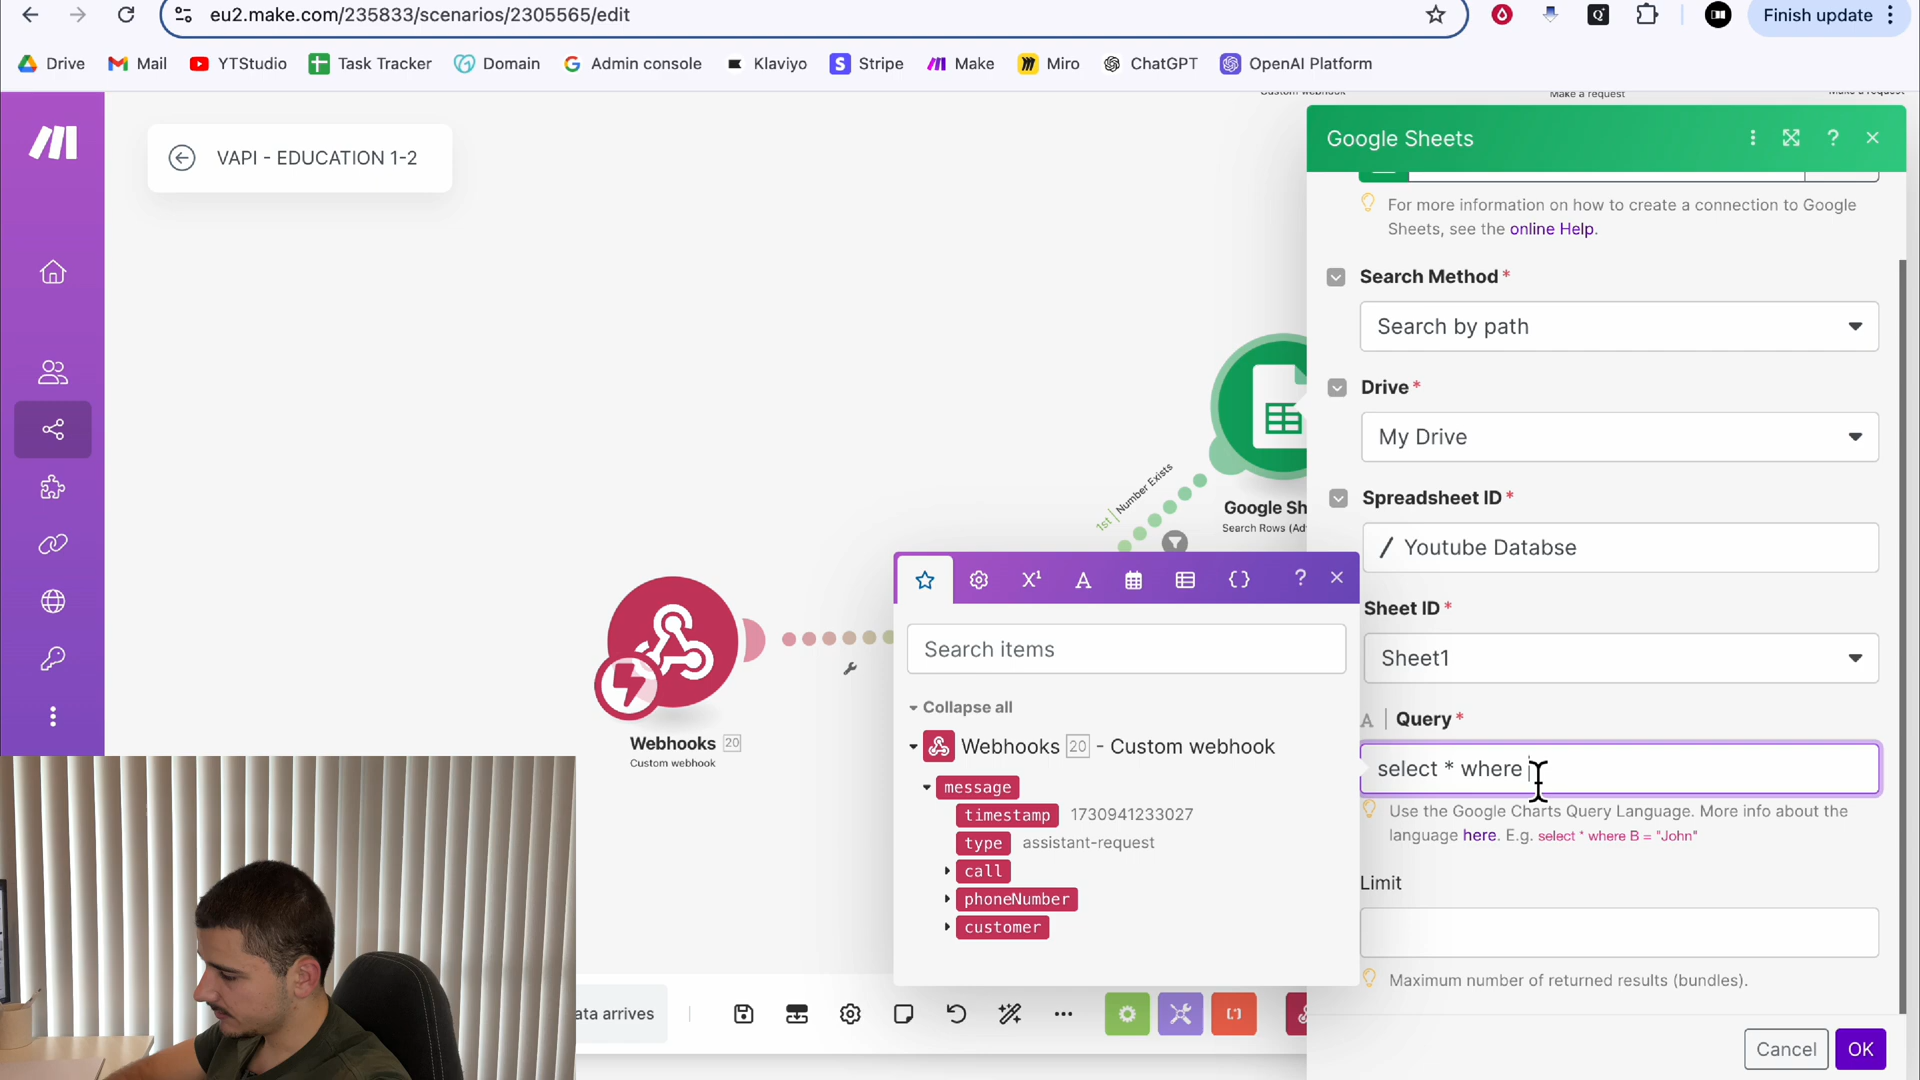 eu2.make.com/235833/scenarios/2305565/edit
Finish update
Drive
Mail
YTStudio
Task Tracker
Domain
Admin console
Klaviyo
Stripe
Make
Miro
ChatGPT
OpenAI Platform
Custom webhook
Make a request
Make a request
VAPI - EDUCATION 1-2
Google Sheets
For more information on how to create a connection to Google
Sheets, see the online Help.
Search Method *
Search by path
Drive *
My Drive
Spreadsheet ID *
/ Youtube Databse
Sheet ID *
Sheet1
A | Query *
select * where
Use the Google Charts Query Language. More info about the
language here. E.g. select * where B = "John"
Limit
Maximum number of returned results (bundles).
Cancel
OK
1st | Number Exists
Google Sh
Search Rows (Ad
Webhooks 20
Custom webhook
Search items
Collapse all
Webhooks 20 - Custom webhook
message
timestamp 1730941233027
type assistant-request
call
phoneNumber
customer
ata arrives